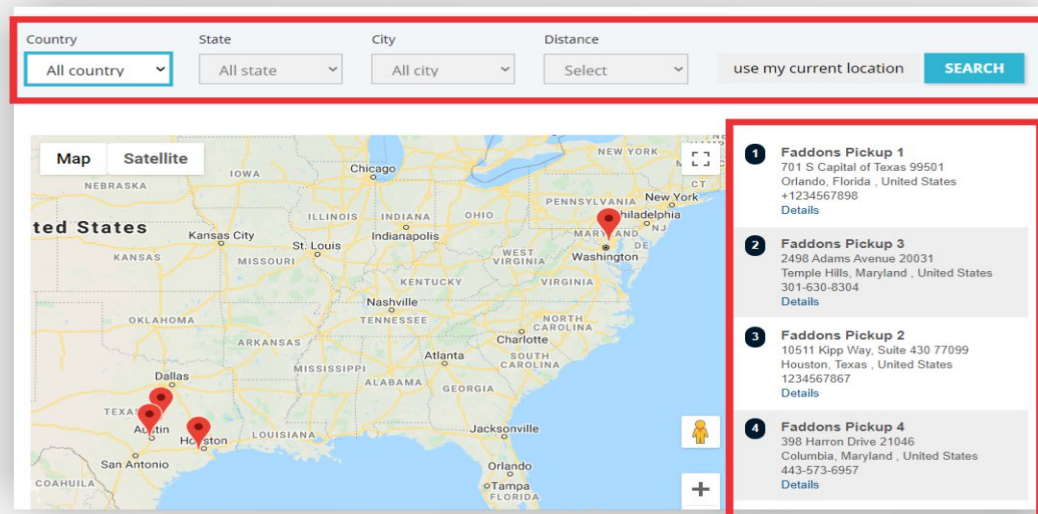 Country
State
City
Distance
All country
All state
All city
Select
use my current location
SEARCH
Map
Satellite
NEW YORK
IOWA
Chicago
NEBRASKA
CT
PENNSYLVANIA
New York
ILLINOIS
INDIANA
OHIO
hiladelphia
ted States
Kansas City
Indianapolis
MARYLAND
NJ
St. Louis
DE
KANSAS
MISSOURI
WEST
VIRGINIA
Washington
KENTUCKY
VIRGINIA
Nashville
OKLAHOMA
TENNESSEE
NORTH
CAROLINA
ARKANSAS
Charlotte
Atlanta
SOUTH
CAROLINA
MISSISSIPPI
Dallas
ALABAMA
GEORGIA
TEXAS
Austin
Houston
LOUISIANA
Jacksonville
San Antonio
Orlando
COAHUILA
Tampa
FLORIDA
1
Faddons Pickup 1
701 S Capital of Texas 99501
Orlando, Florida , United States
+1234567898
Details
2
Faddons Pickup 3
2498 Adams Avenue 20031
Temple Hills, Maryland , United States
301-630-8304
Details
3
Faddons Pickup 2
10511 Kipp Way, Suite 430 77099
Houston, Texas , United States
1234567867
Details
4
Faddons Pickup 4
398 Harron Drive 21046
Columbia, Maryland , United States
443-573-6957
Details